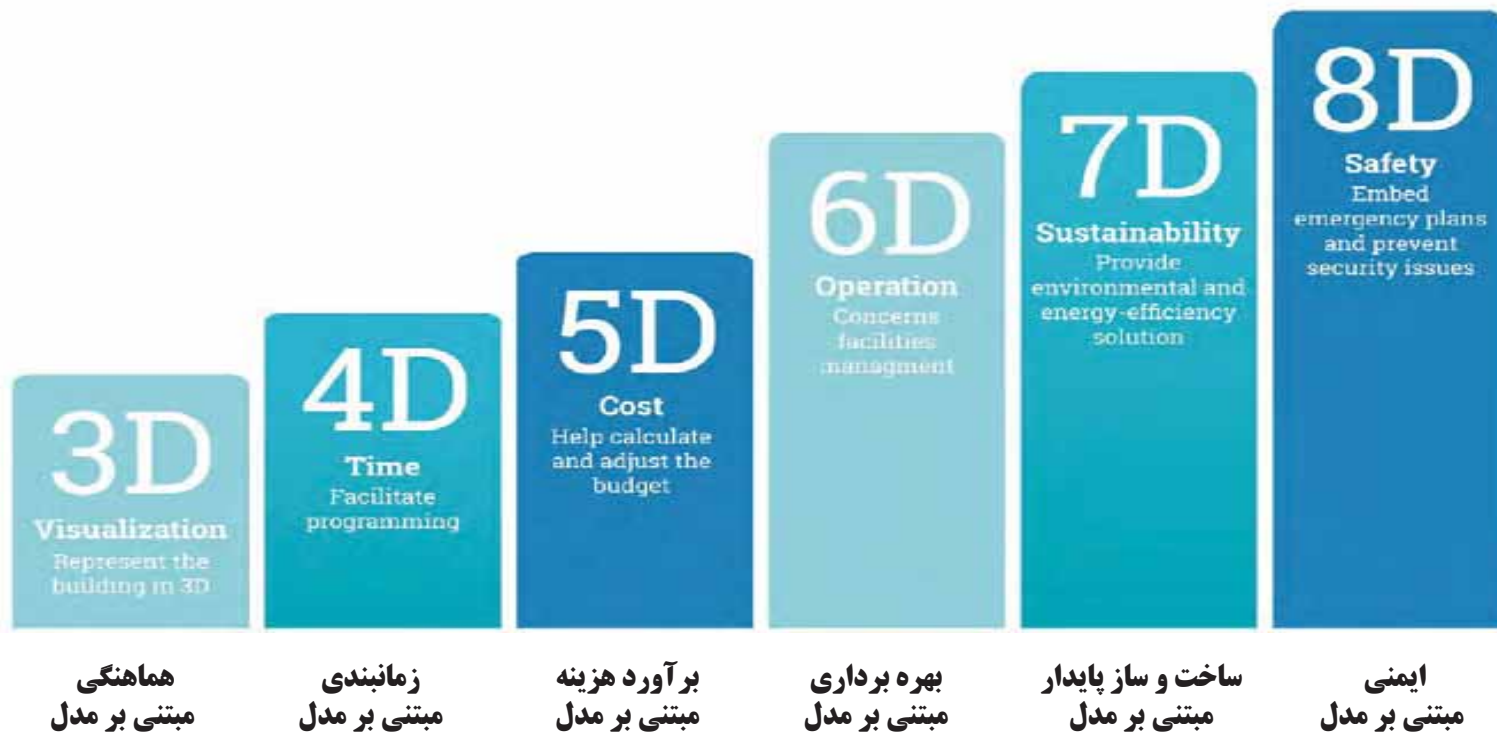 3D
Visualization
Represent the
building in 3D
4D
Time
Facilitate
programming
5D
Cost
Help calculate
and adjust the
budget
6D
Operation
Concerns
facilities
managment
7D
Sustainability
Provide
environmental and
energy-efficiency
solution
8D
Safety
Embed
emergency plans
and prevent
security issues
هماهنگی
مبتنی بر مدل
زمانبندی
مبتنی بر مدل
برآورد هزینه
مبتنی بر مدل
بهره برداری
مبتنی بر مدل
ساخت و ساز پایدار
مبتنی بر مدل
ایمنی
مبتنی بر مدل